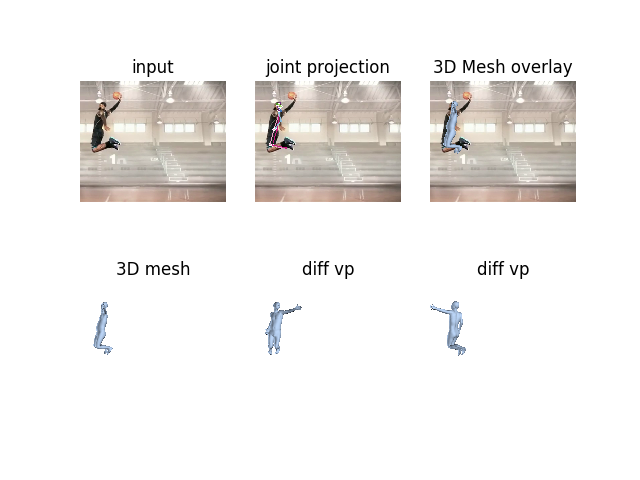 input
joint projection
3D Mesh overlay
3D mesh
diff vp
diff vp